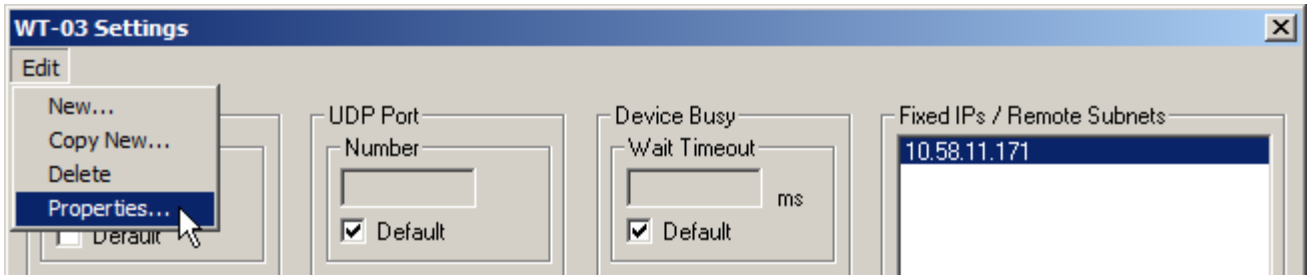 WT-03 Settings
Edit
New...
Copy New...
Delete
Properties...
Default
UDP Port
Number
Default
Device Busy
Wait Timeout
ms
Default
Fixed IPs / Remote Subnets
10.58.11.171